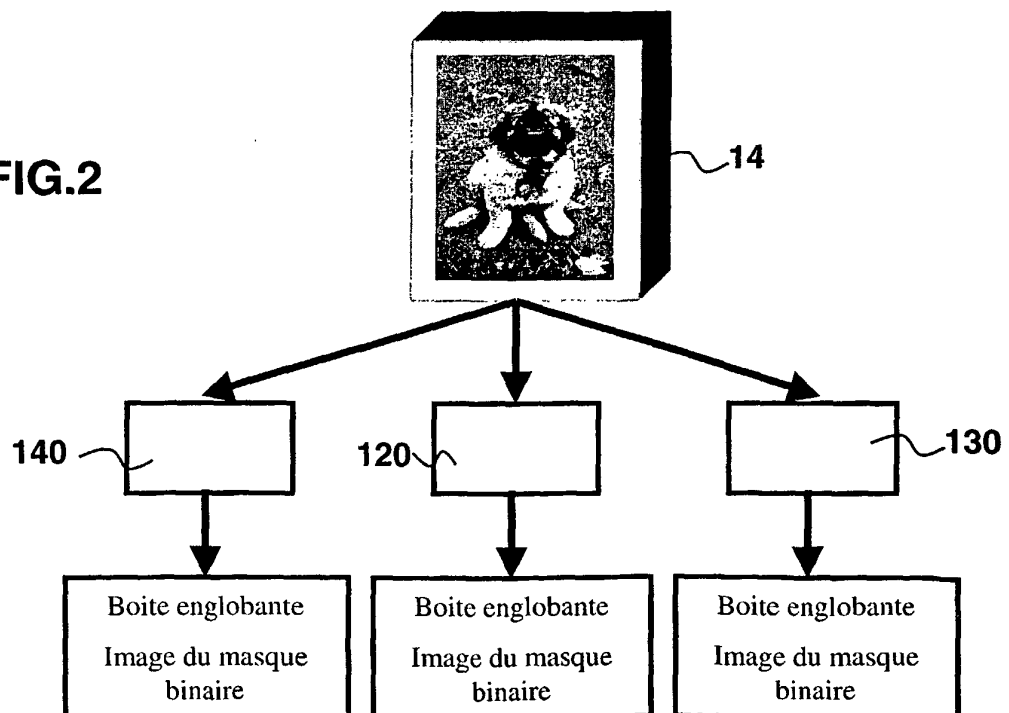 FIG.2
14
140
120
130
Boite englobante
Image du masque
binaire
Boite englobante
Image du masque
binaire
Boite englobante
Image du masque
binaire